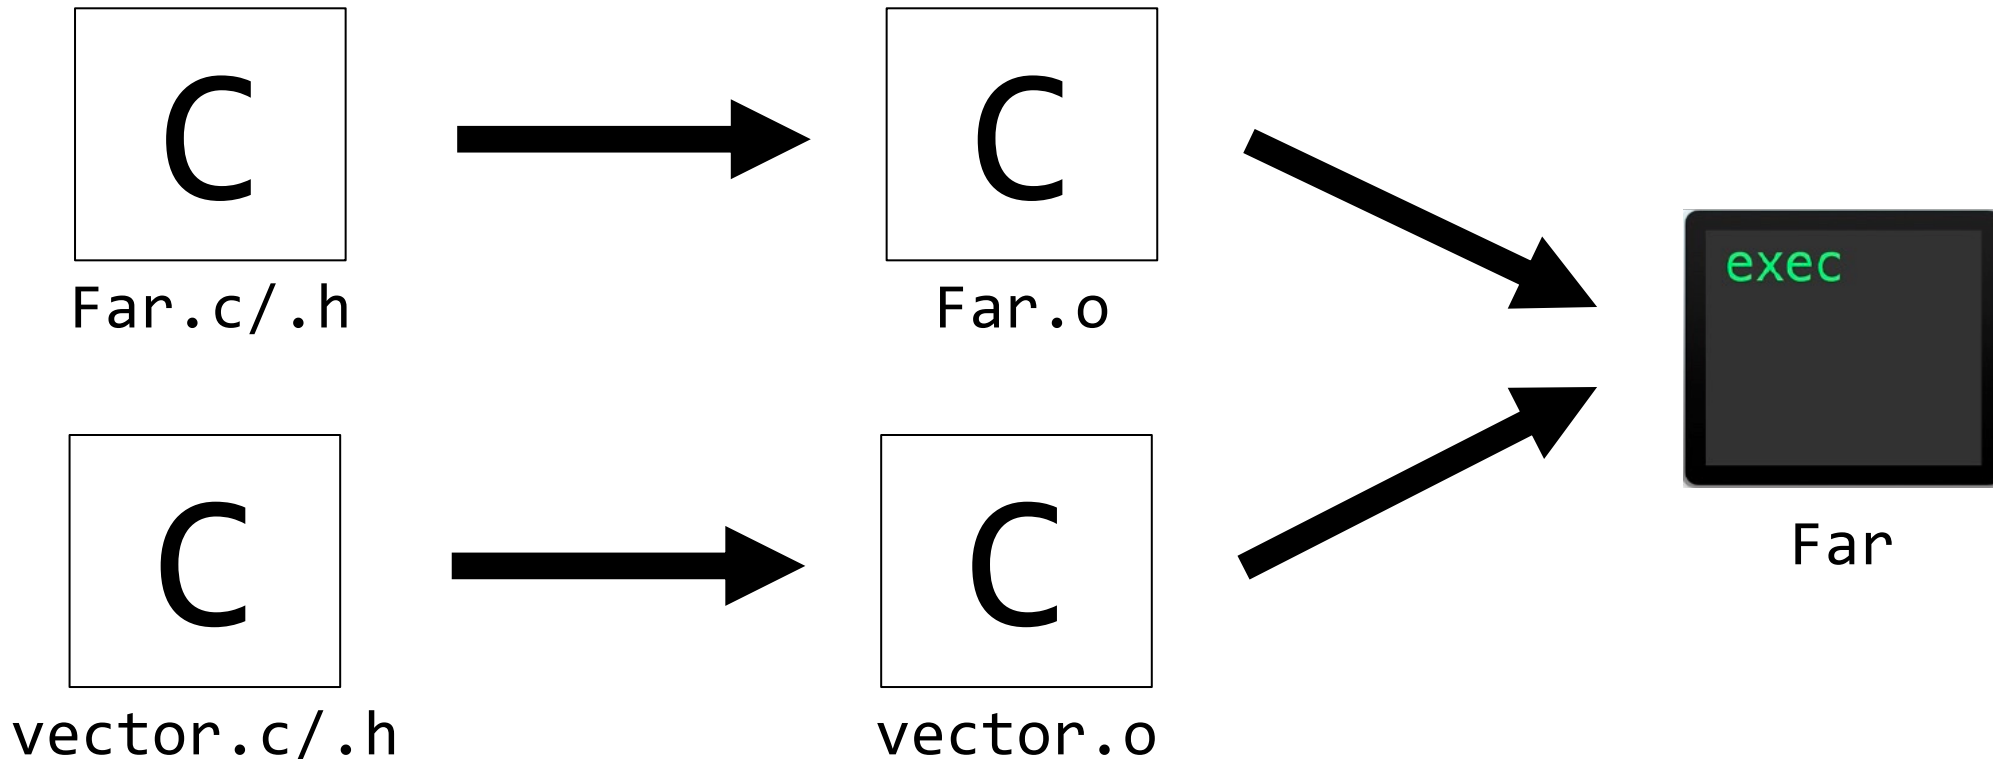 C
Far.c/.h
C
Far.o
C
vector.c/.h
C
vector.o
exec
Far